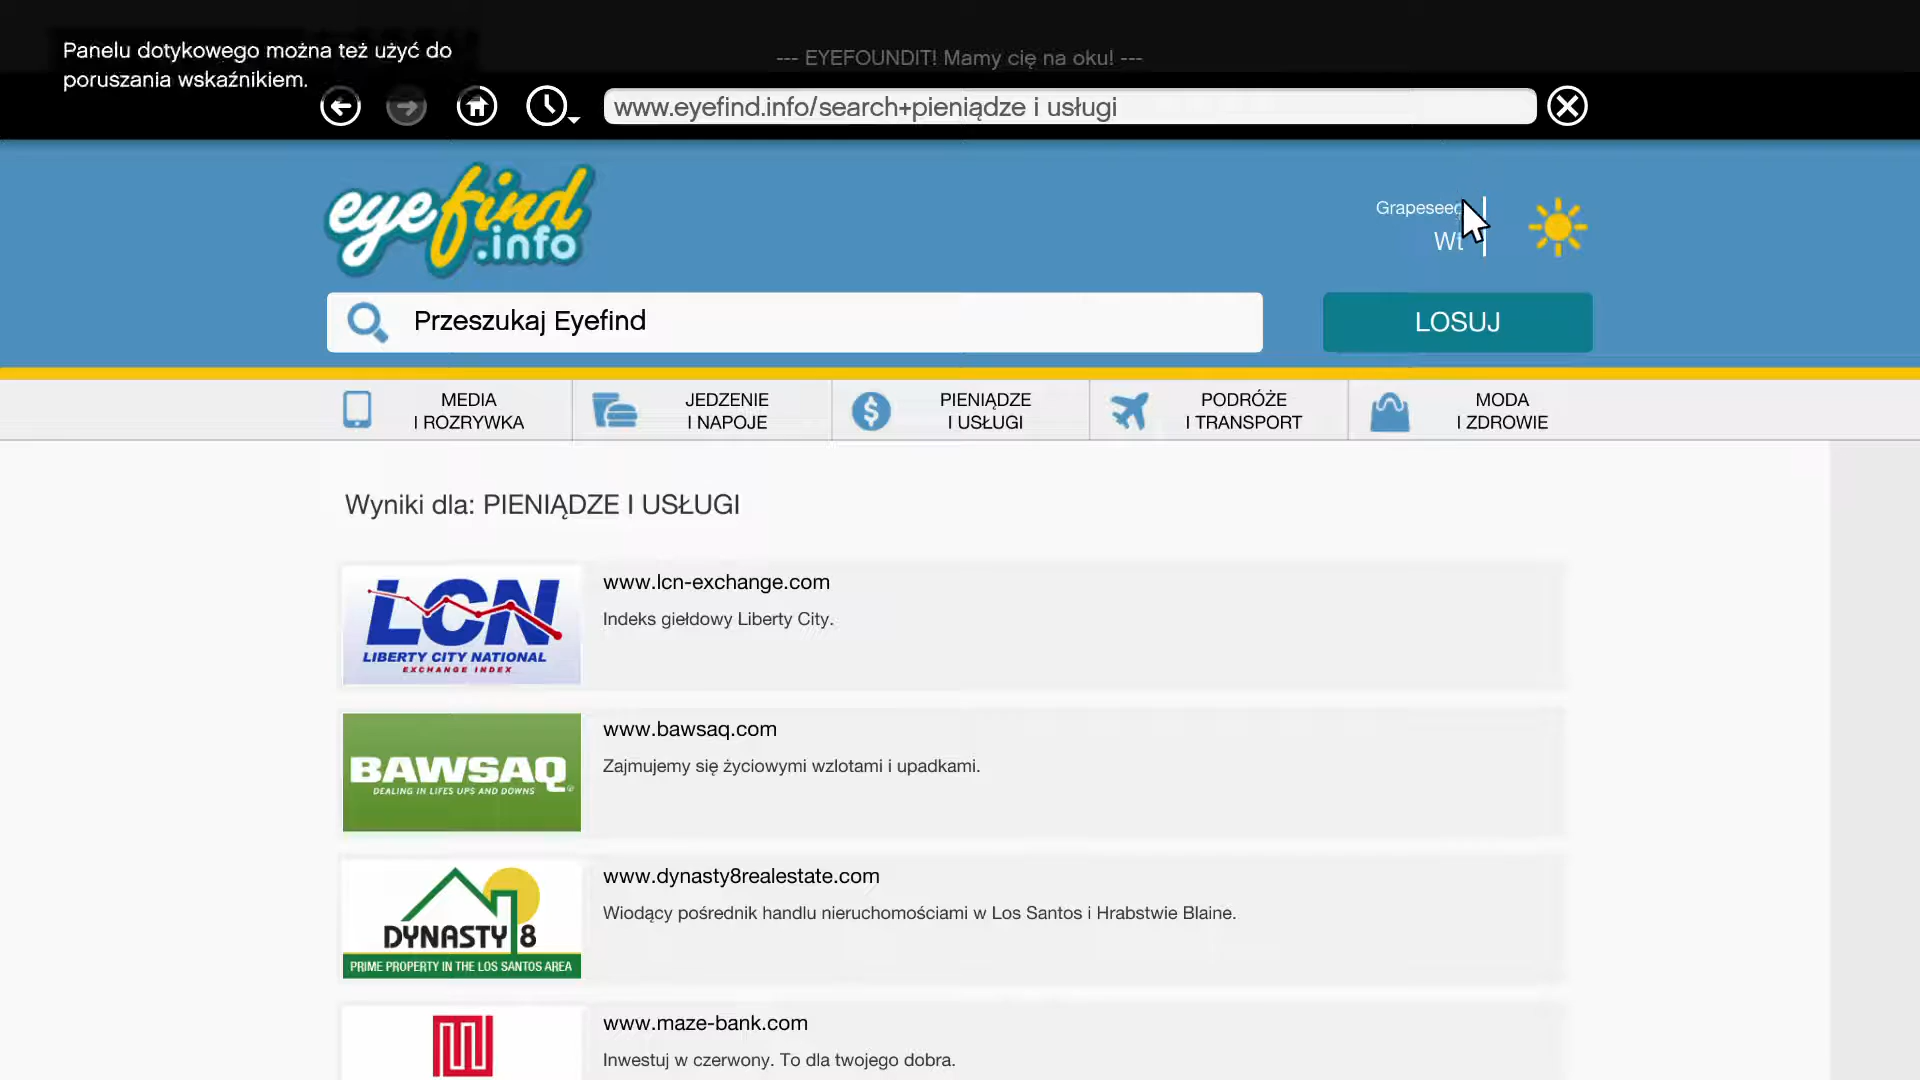 Panelu dotykowego można też użyć do
poruszania wskaźnikiem.
--- EYEFOUNDIT! Mamy cię na oku! ---
www.eyefind.info/search+pieniądze i usługi
eyefind
.info
Grapeseed
Wt
Przeszukaj Eyefind
LOSUJ
MEDIA
I ROZRYWKA
JEDZENIE
I NAPOJE
PIENIĄDZE
I USŁUGI
PODRÓŻE
I TRANSPORT
MODA
I ZDROWIE
Wyniki dla: PIENIĄDZE I USŁUGI
LCN
LIBERTY CITY NATIONAL
EXCHANGE INDEX
www.lcn-exchange.com
Indeks giełdowy Liberty City.
BAWSAQ
DEALING IN LIFES UPS AND DOWNS
www.bawsaq.com
Zajmujemy się życiowymi wzlotami i upadkami.
DYNASTY 8
PRIME PROPERTY IN THE LOS SANTOS AREA
www.dynasty8realestate.com
Wiodący pośrednik handlu nieruchomościami w Los Santos i Hrabstwie Blaine.
www.maze-bank.com
Inwestuj w czerwony. To dla twojego dobra.